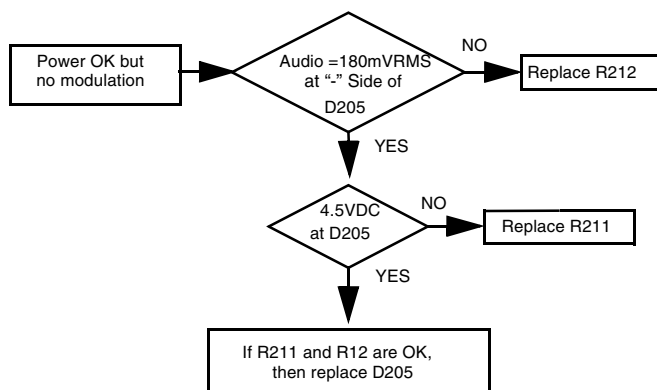 Power OK but
no modulation
Audio =180mVRMS
at “-” Side of
D205
NO
Replace R212
YES
4.5VDC
at D205
NO
Replace R211
YES
If R211 and R12 are OK,
then replace D205